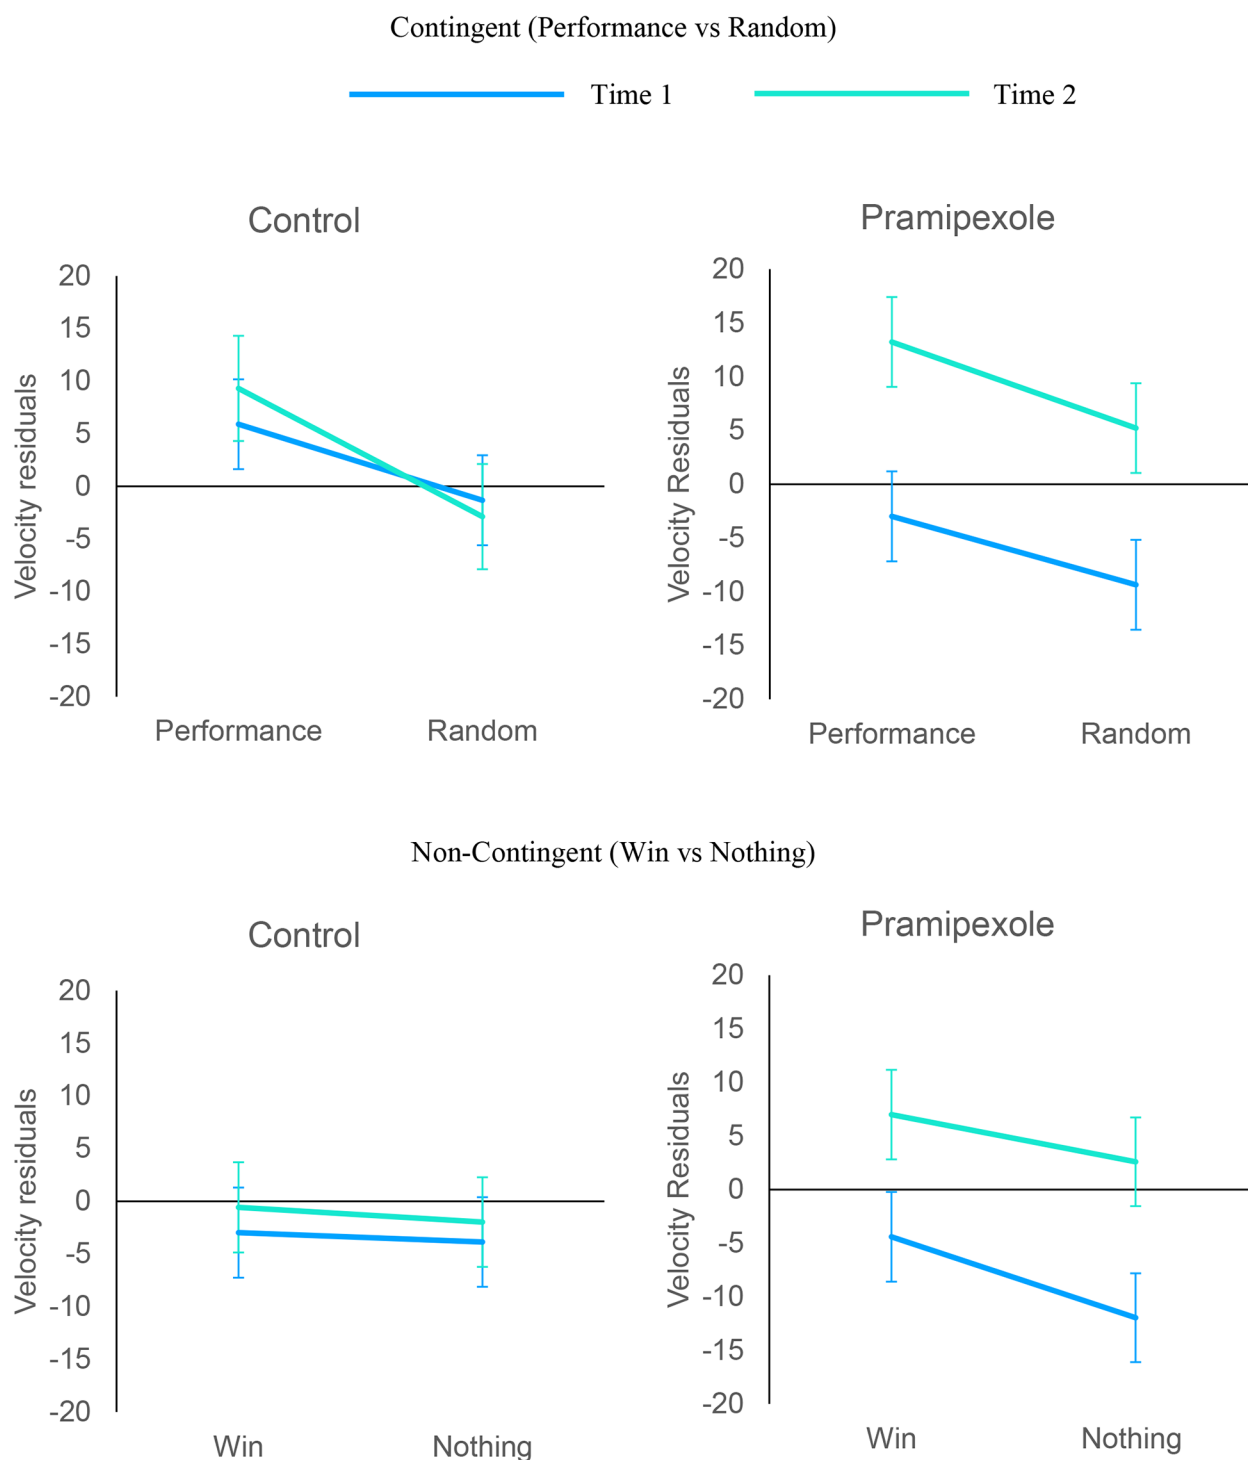 Contingent (Performance vs Random)
Time 1
Time 2
Control
Pramipexole
Velocity residuals
20
15
10
5
0
-5
-10
-15
-20
Performance
Random
Velocity Residuals
20
15
10
5
0
-5
-10
-15
-20
Performance
Random
Non-Contingent (Win vs Nothing)
Control
Pramipexole
Velocity residuals
20
15
10
5
0
-5
-10
-15
-20
Win
Nothing
Velocity Residuals
20
15
10
5
0
-5
-10
-15
-20
Win
Nothing